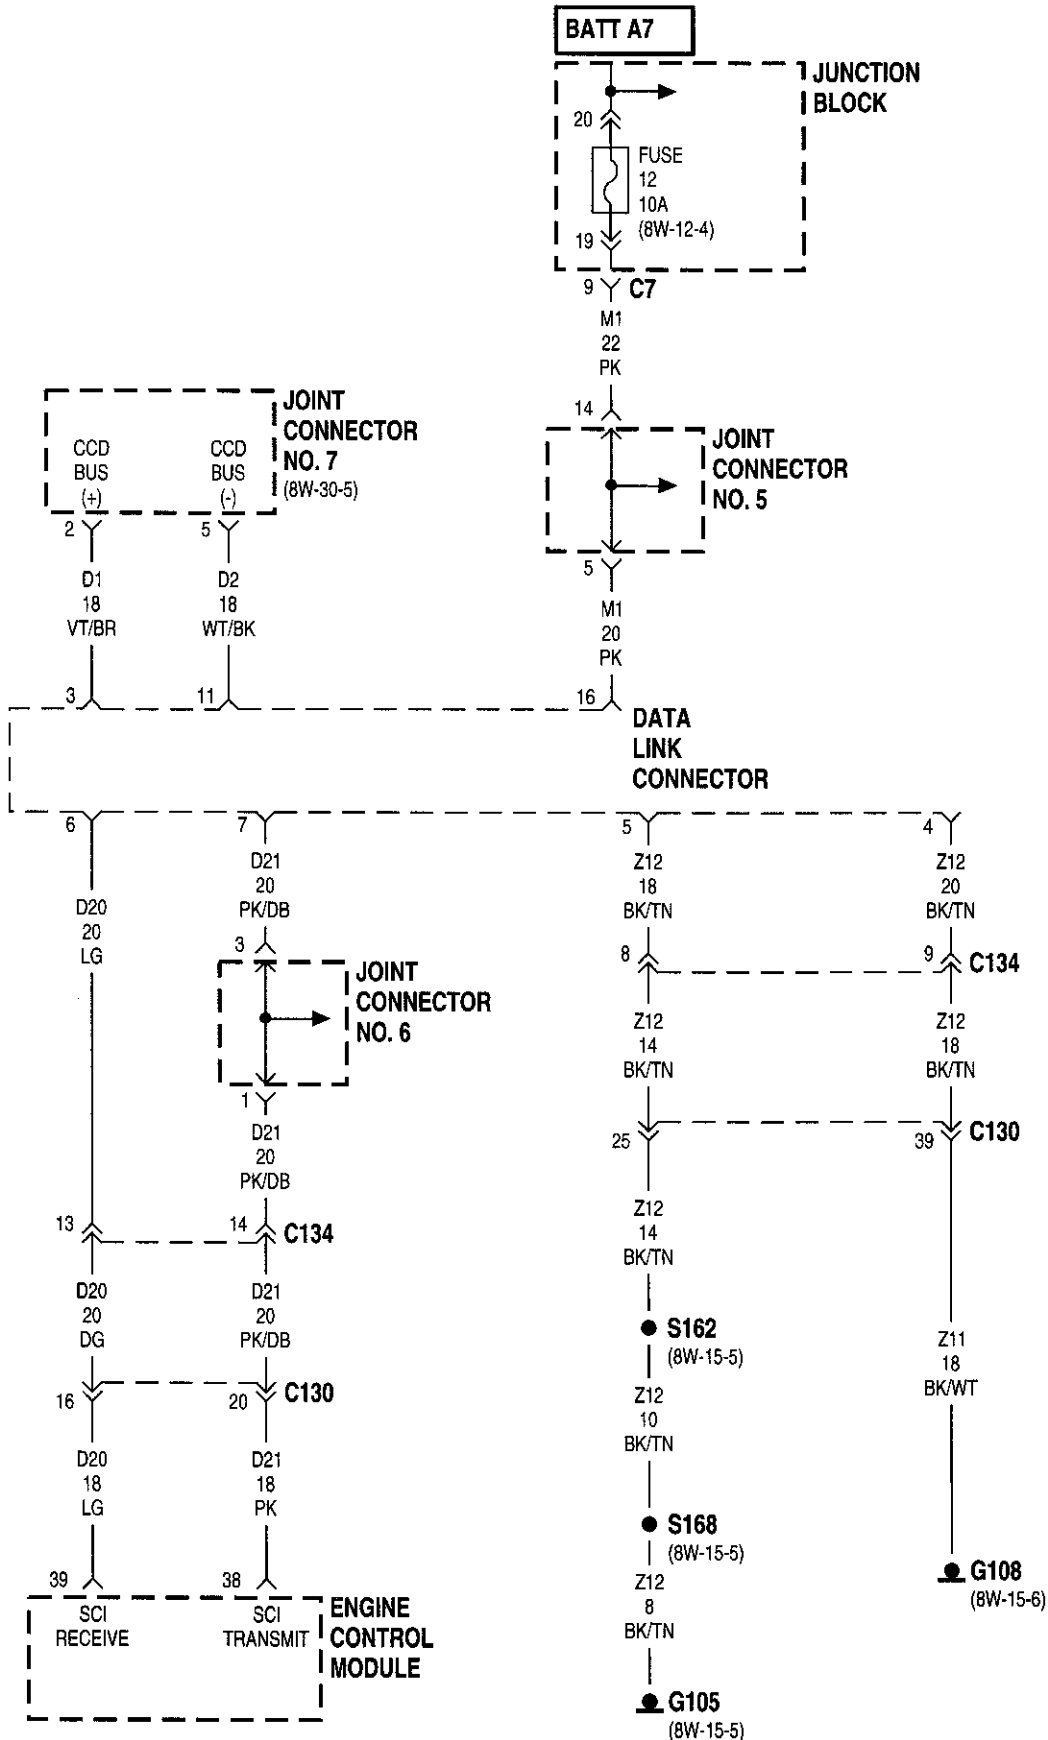 BATT A7
JUNCTION
BLOCK
20
FUSE
12
10A
(8W-12-4)
19
9
C7
M1
22
PK
14
JOINT
CONNECTOR
NO. 5
5
M1
20
PK
16
JOINT
CONNECTOR
NO. 7
(8W-30-5)
CCD
BUS
(+)
CCD
BUS
(-)
2
5
D1
18
VT/BR
D2
18
WT/BK
3
11
DATA
LINK
CONNECTOR
6
7
5
4
D20
20
LG
D21
20
PK/DB
3
JOINT
CONNECTOR
NO. 6
1
D21
20
PK/DB
13
14
C134
D20
20
DG
D21
20
PK/DB
16
20
C130
D20
18
LG
D21
18
PK
39
38
SCI
RECEIVE
SCI
TRANSMIT
ENGINE
CONTROL
MODULE
Z12
18
BK/TN
Z12
20
BK/TN
8
9
C134
Z12
14
BK/TN
Z12
18
BK/TN
25
39
C130
Z12
14
BK/TN
S162
(8W-15-5)
Z12
10
BK/TN
S168
(8W-15-5)
Z12
8
BK/TN
G105
(8W-15-5)
Z11
18
BK/WT
G108
(8W-15-6)